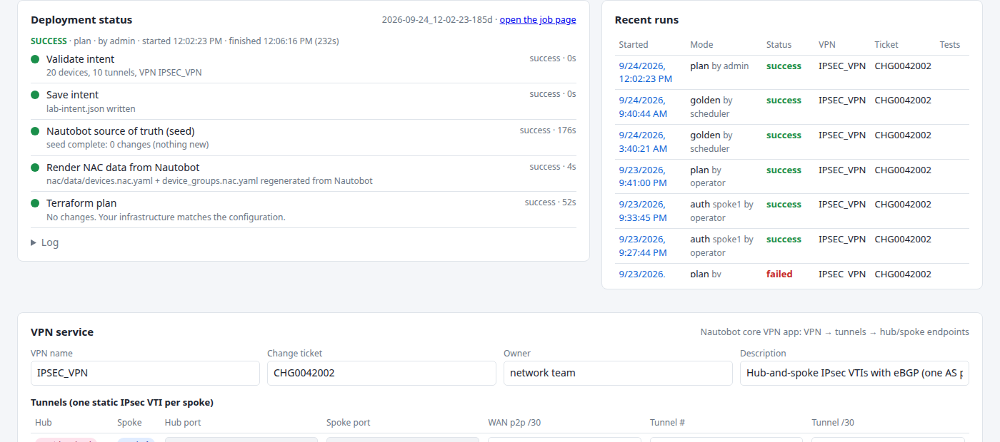 Deployment status
2026-09-24_12-02-23-185d · open the job page
SUCCESS · plan · by admin · started 12:02:23 PM · finished 12:06:16 PM (232s)
Validate intent
success · 0s
20 devices, 10 tunnels, VPN IPSEC_VPN
Save intent
success · 0s
lab-intent.json written
Nautobot source of truth (seed)
success · 176s
seed complete: 0 changes (nothing new)
Render NAC data from Nautobot
success · 4s
nac/data/devices.nac.yaml + device_groups.nac.yaml regenerated from Nautobot
Terraform plan
success · 52s
No changes. Your infrastructure matches the configuration.
Log
Recent runs
Started Mode Status VPN Ticket Tests
9/24/2026, plan by admin success IPSEC_VPN CHG0042002
12:02:23 PM
9/24/2026, golden by success IPSEC_VPN CHG0042002
9:40:44 AM scheduler
9/24/2026, golden by success IPSEC_VPN CHG0042002
3:40:21 AM scheduler
9/23/2026, plan by success IPSEC_VPN CHG0042002
9:41:00 PM operator
9/23/2026, auth spoke1 by success IPSEC_VPN CHG0042002
9:33:45 PM operator
9/23/2026, auth spoke1 by success IPSEC_VPN CHG0042002
9:27:44 PM operator
9/23/2026, plan by failed IPSEC_VPN CHG0042002
VPN service
Nautobot core VPN app: VPN → tunnels → hub/spoke endpoints
VPN name Change ticket Owner Description
IPSEC_VPN CHG0042002 network team Hub-and-spoke IPsec VTIs with eBGP (one AS p
Tunnels (one static IPsec VTI per spoke)
Hub Spoke Hub port Spoke port WAN p2p /30 Tunnel # Tunnel /30